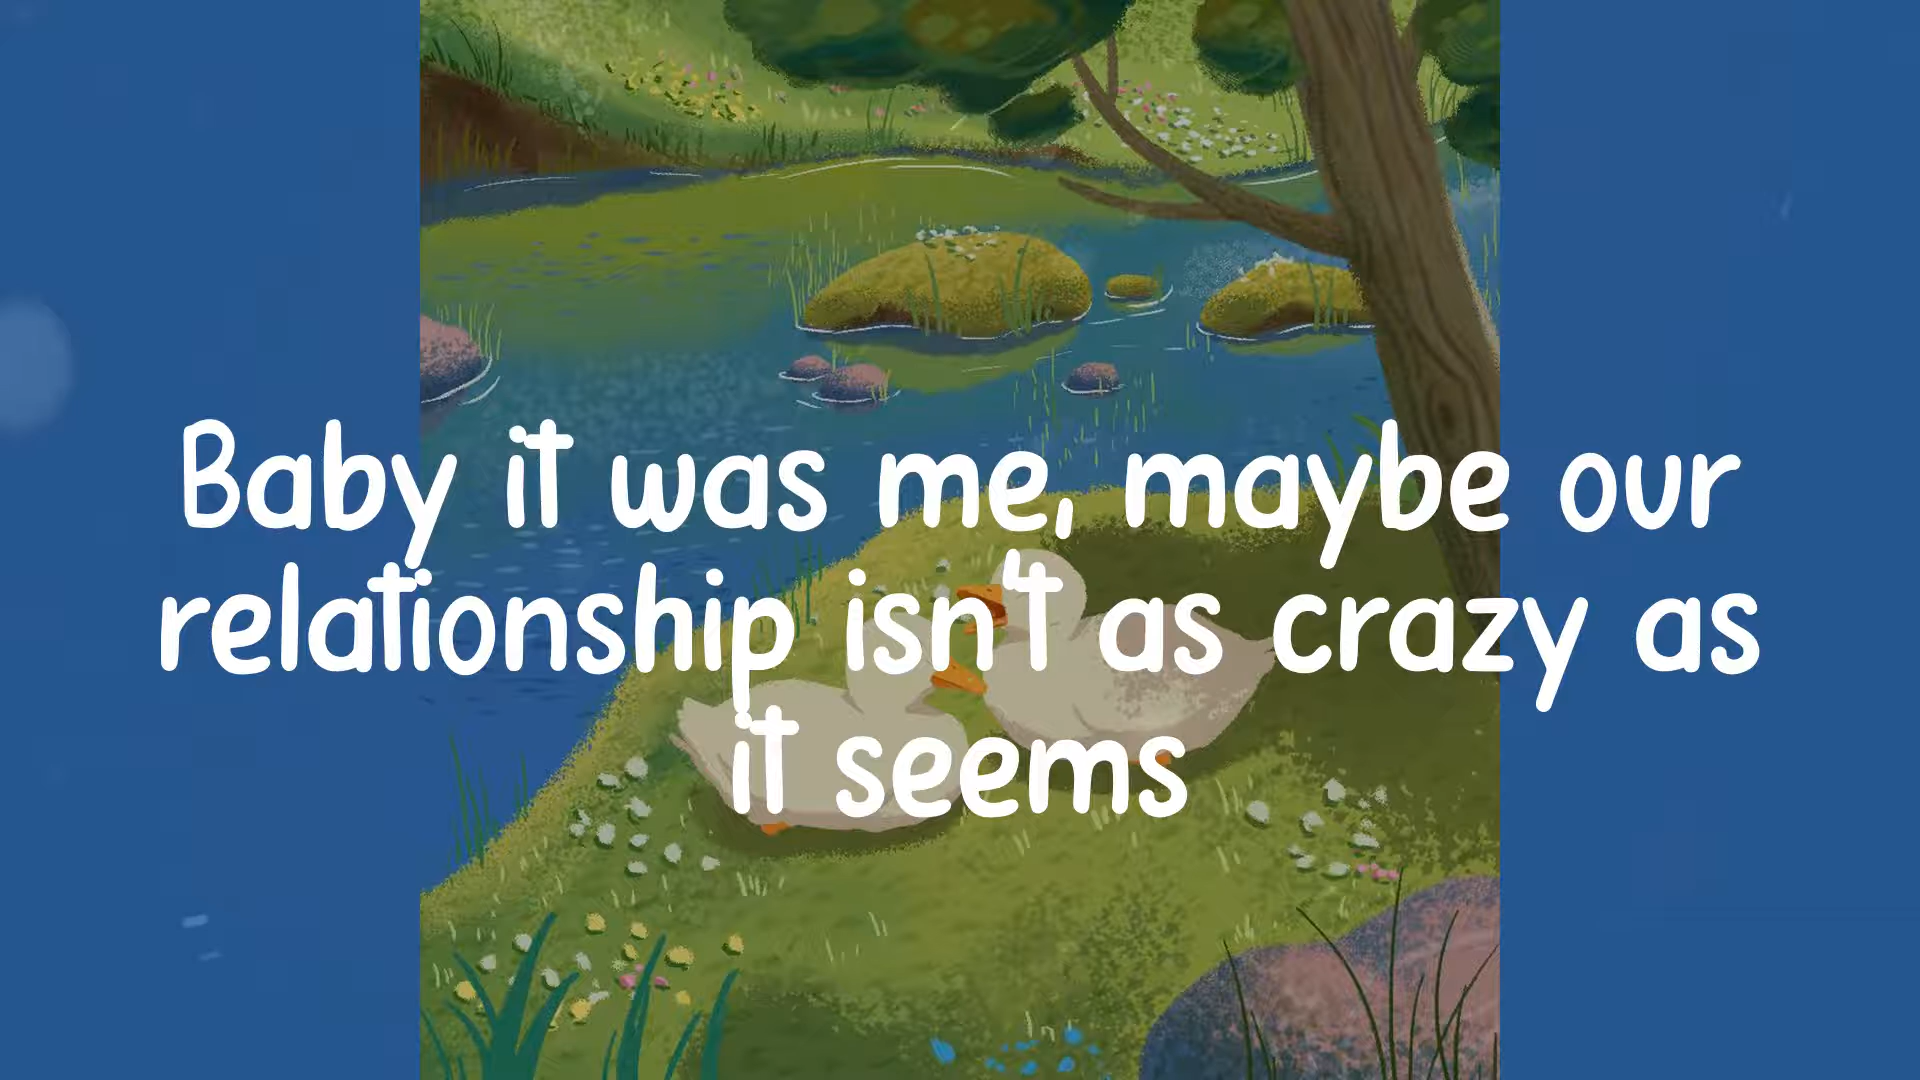 Baby it was me, maybe our
relationship isn't as crazy as
it seems